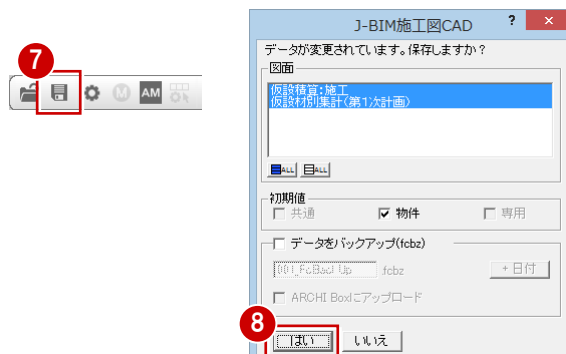 7
M
AM
J-BIM施工図CAD
?
×
データが変更されています。保存しますか?
図面
仮設積算:施工
仮設材別集計(第1次計画)
ALL
ALL
初期値
共通
物件
専用
データをバックアップ(fcbz)
.fcbz
+日付
ARCHI Boxにアップロード
8
はい
いいえ